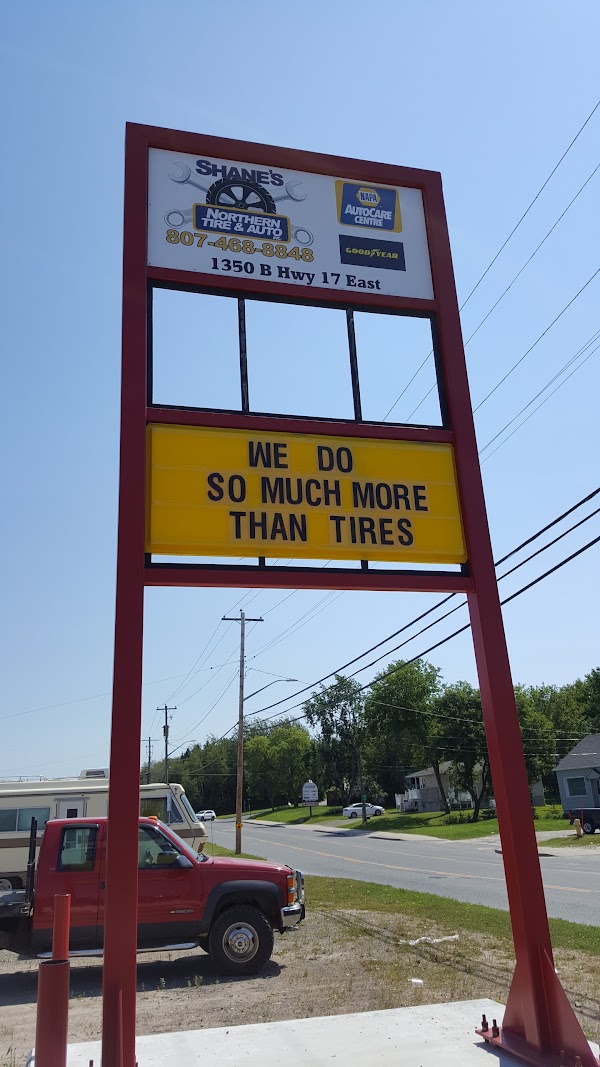 SHANE'S
NORTHERN
TIRE & AUTO
807-468-8848
1350 B Hwy 17 East
NAPA
AUTOCARE
CENTRE
GOODYEAR
WE DO
SO MUCH MORE
THAN TIRES